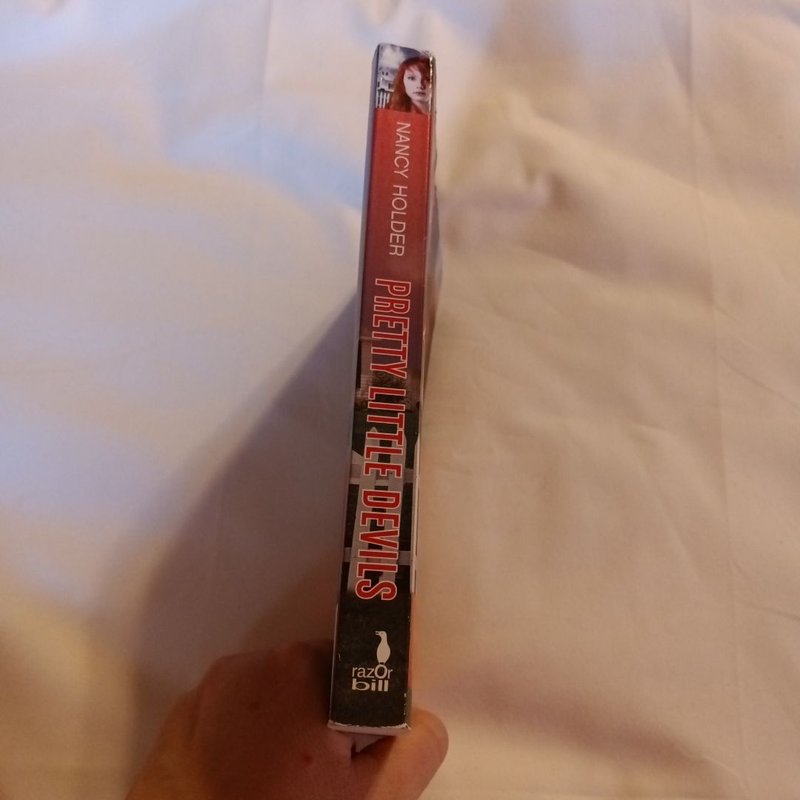 NANCY HOLDER
PRETTY LITTLE DEVILS
razOr
bill